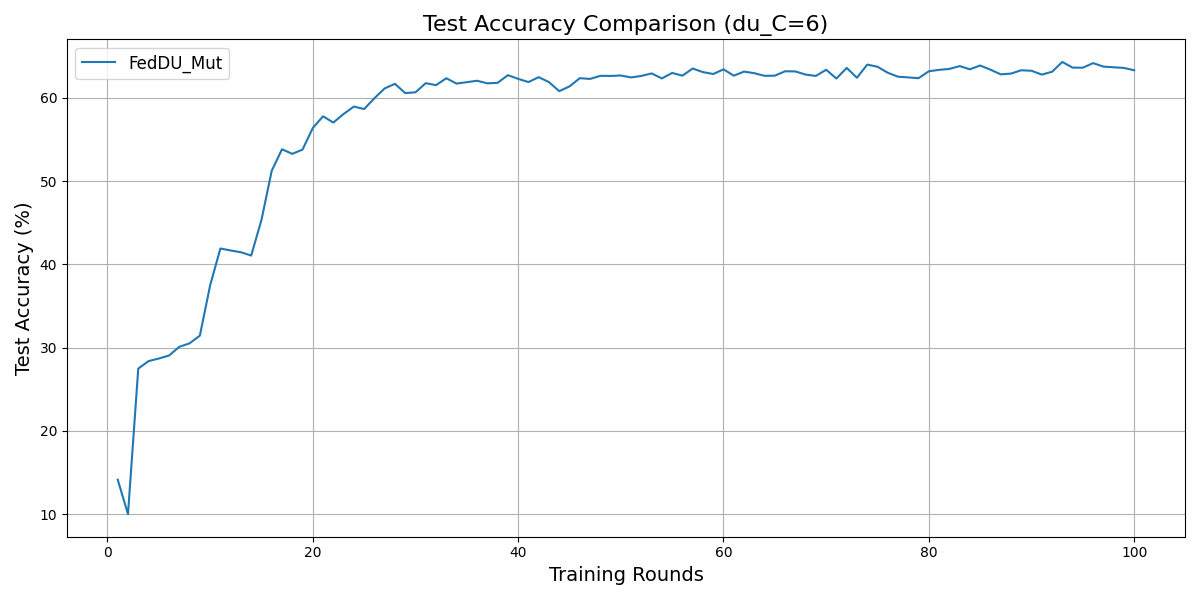 Test Accuracy Comparison (du_C=6)
FedDU_Mut
Test Accuracy (%)
60
50
40
30
20
10
0 20 40 60 80 100
Training Rounds